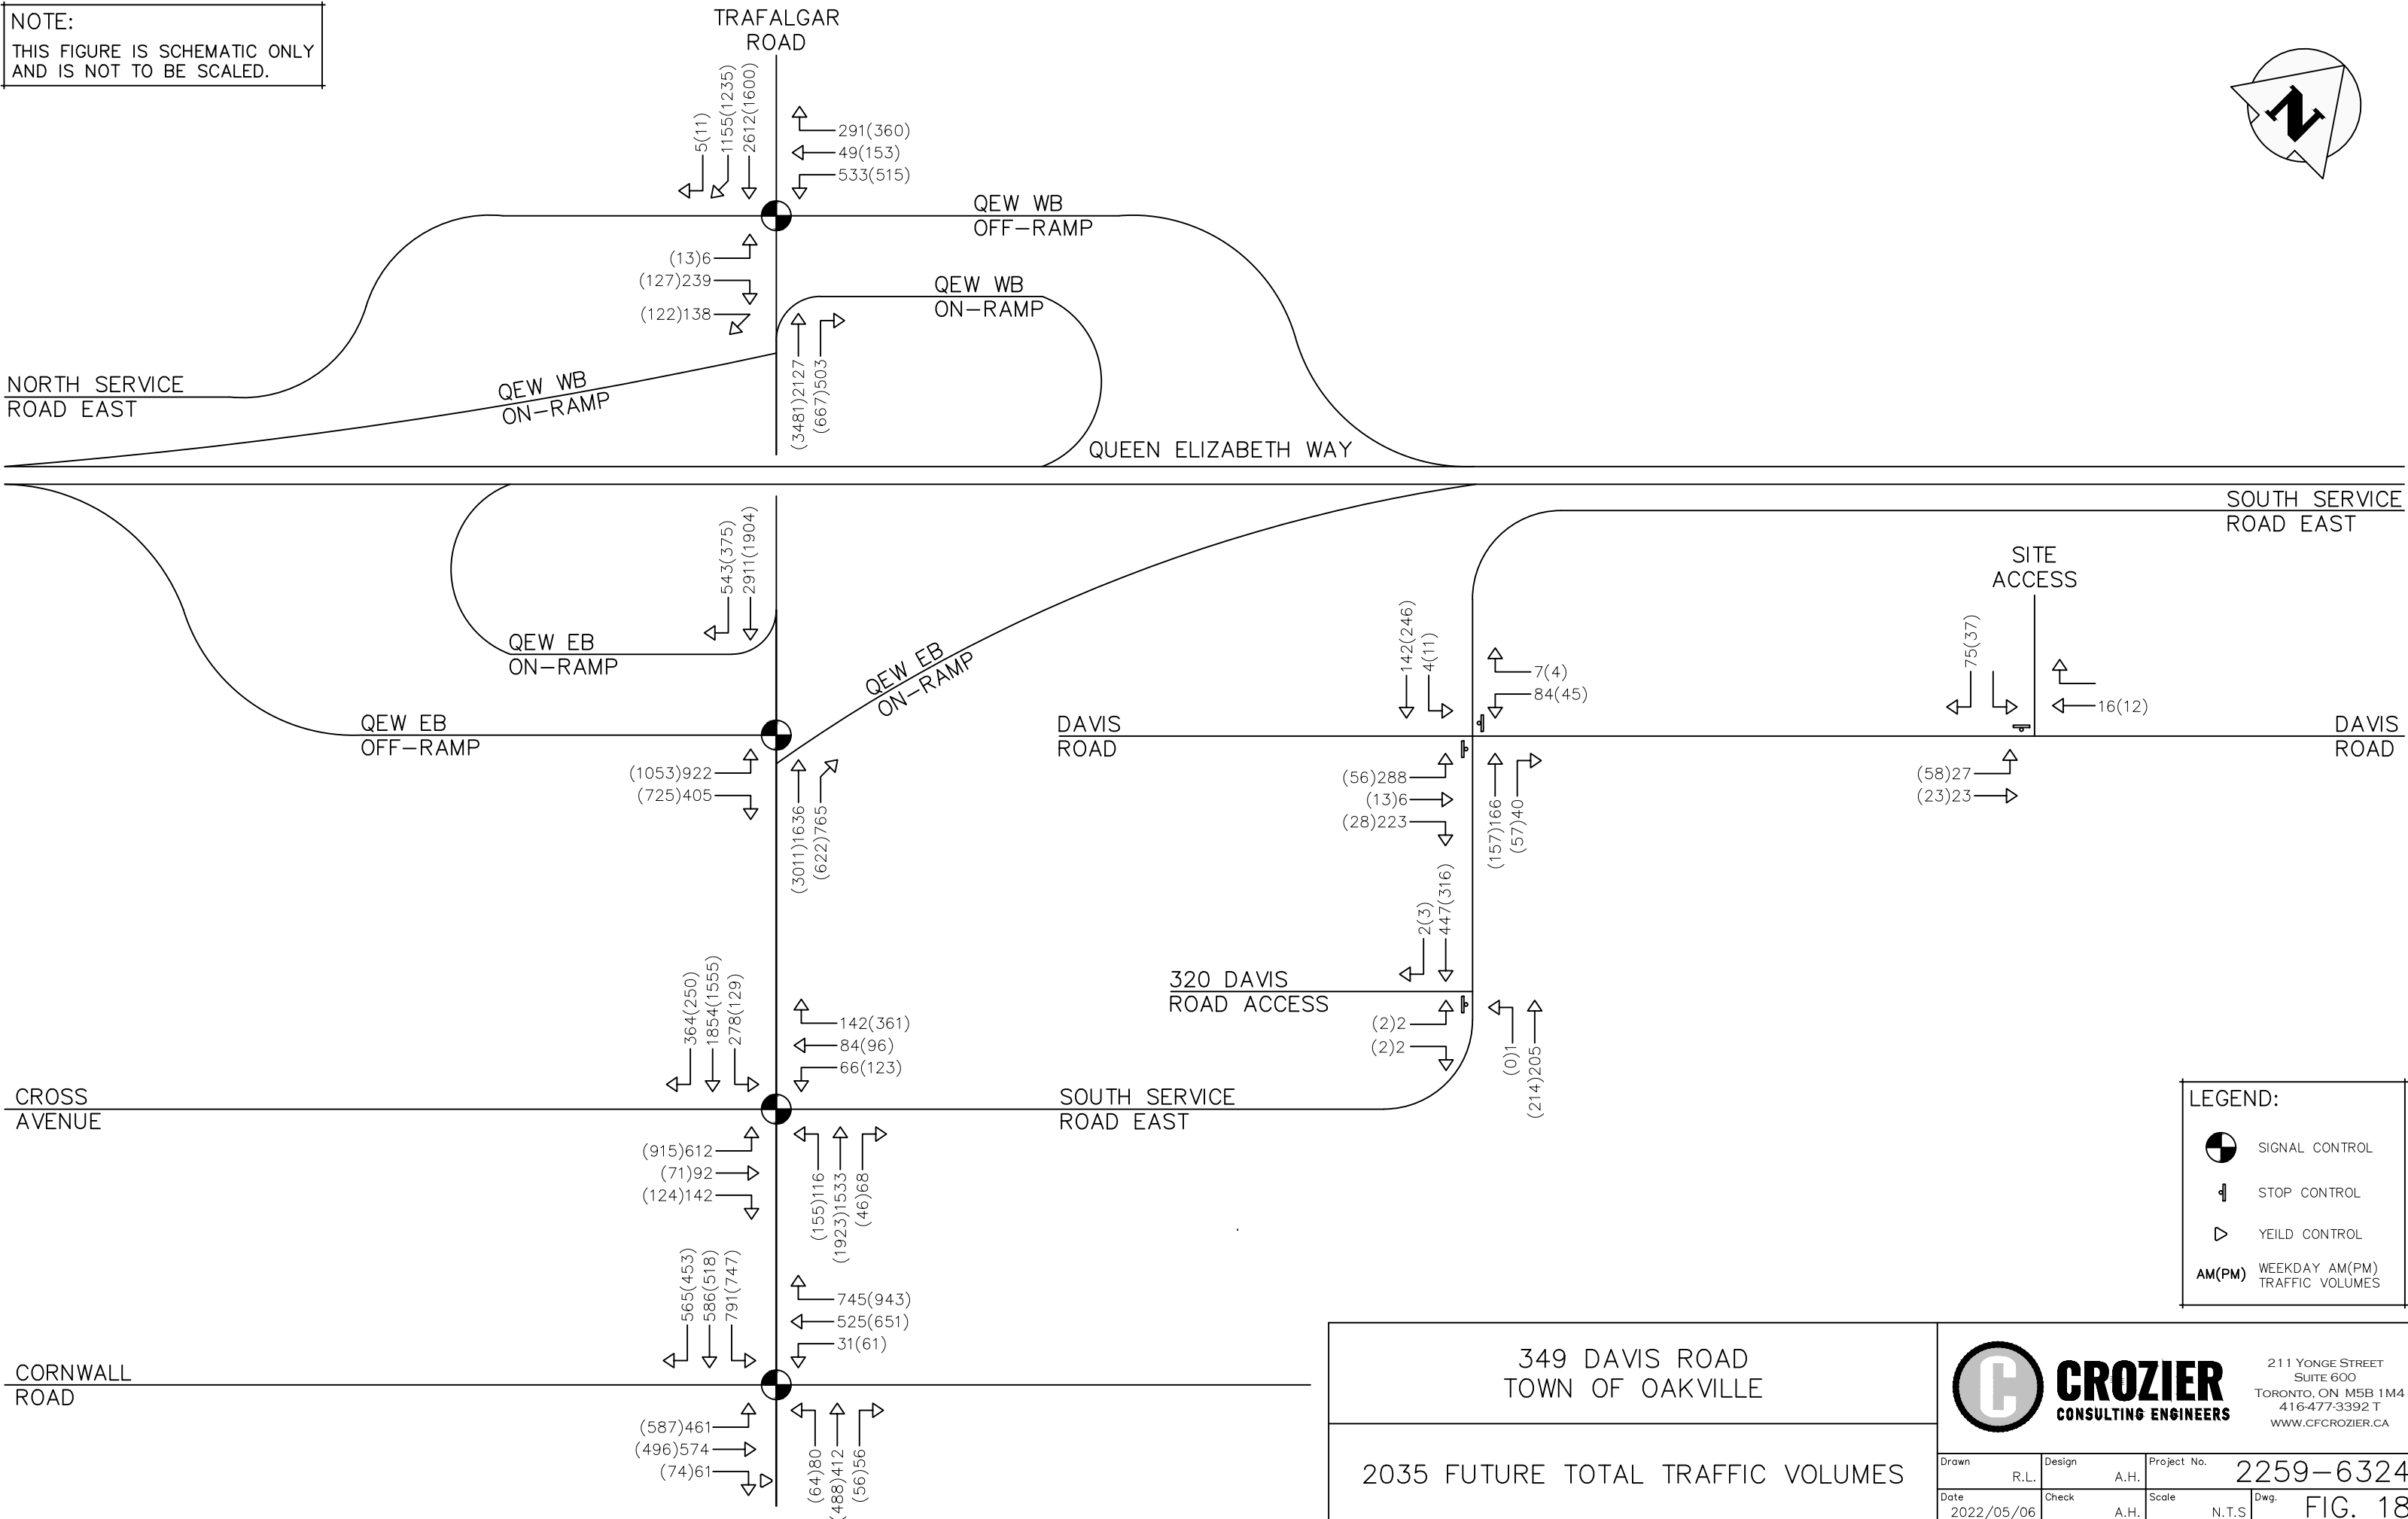 NOTE:
THIS FIGURE IS SCHEMATIC ONLY
AND IS NOT TO BE SCALED.
TRAFALGAR
ROAD
N
5(11)
1155(1235)
2612(1600)
291(360)
49(153)
533(515)
QEW WB
OFF-RAMP
(13)6
(127)239
(122)138
QEW WB
ON-RAMP
(3481)2127
(667)503
NORTH SERVICE
ROAD EAST
QEW WB
ON-RAMP
QUEEN ELIZABETH WAY
SOUTH SERVICE
ROAD EAST
543(375)
2911(1904)
QEW EB
ON-RAMP
QEW EB
ON-RAMP
QEW EB
OFF-RAMP
(1053)922
(725)405
(3011)1636
(622)765
DAVIS
ROAD
142(246)
4(11)
7(4)
84(45)
(56)288
(13)6
(28)223
(157)166
(57)40
SITE
ACCESS
75(37)
16(12)
(58)27
(23)23
DAVIS
ROAD
2(3)
447(316)
320 DAVIS
ROAD ACCESS
(2)2
(2)2
(0)1
(214)205
364(250)
1854(1555)
278(129)
142(361)
84(96)
66(123)
CROSS
AVENUE
SOUTH SERVICE
ROAD EAST
(915)612
(71)92
(124)142
(155)116
(1923)1533
(46)68
565(453)
586(518)
791(747)
745(943)
525(651)
31(61)
CORNWALL
ROAD
(587)461
(496)574
(74)61
(64)80
(488)412
(56)56
LEGEND:
SIGNAL CONTROL
STOP CONTROL
YEILD CONTROL
AM(PM) WEEKDAY AM(PM)
TRAFFIC VOLUMES
349 DAVIS ROAD
TOWN OF OAKVILLE
2035 FUTURE TOTAL TRAFFIC VOLUMES
C
CROZIER
CONSULTING ENGINEERS
211 YONGE STREET
SUITE 600
TORONTO, ON M5B 1M4
416-477-3392 T
WWW.CFCROZIER.CA
Drawn R.L. Design A.H. Project No. 2259-6324
Date 2022/05/06 Check A.H. Scale N.T.S Dwg. FIG. 18